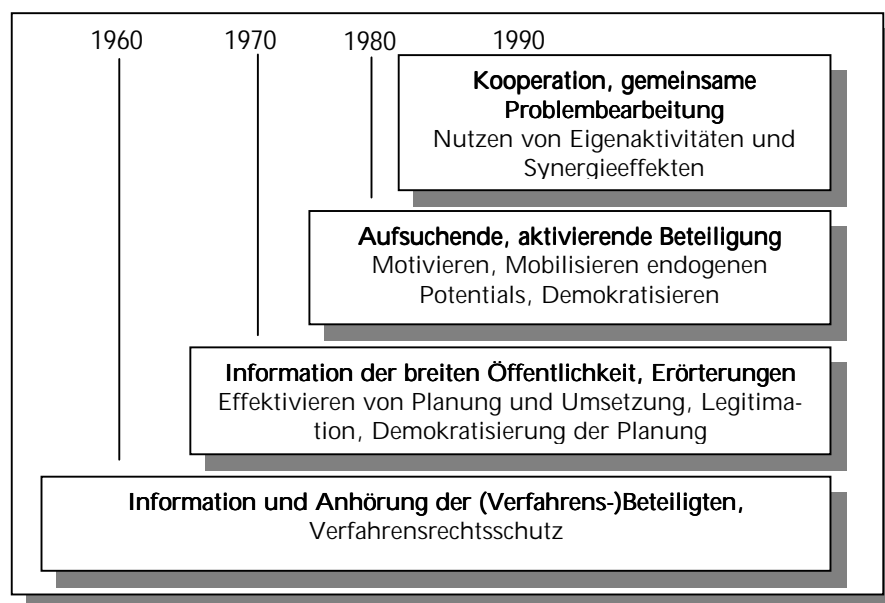 1960 1970 1980 1990
Kooperation, gemeinsame
Problembearbeitung
Nutzen von Eigenaktivitäten und
Synergieeffekten
Aufsuchende, aktivierende Beteiligung
Motivieren, Mobilisieren endogenen
Potentials, Demokratisieren
Information der breiten Öffentlichkeit, Erörterungen
Effektivieren von Planung und Umsetzung, Legitima-
tion, Demokratisierung der Planung
Information und Anhörung der (Verfahrens-)Beteiligten,
Verfahrensrechtsschutz